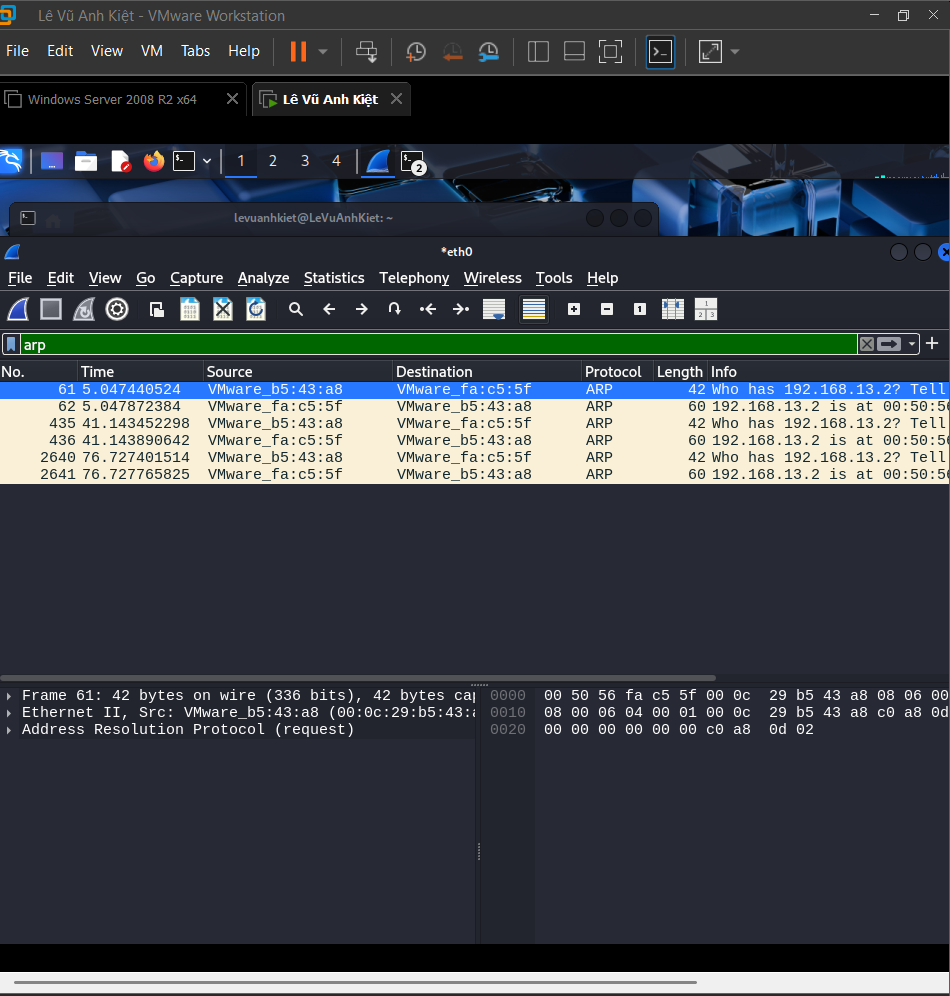 Lê Vũ Anh Kiệt - VMware Workstation
File Edit View VM Tabs Help
Windows Server 2008 R2 x64 Lê Vũ Anh Kiệt
1 2 3 4 2
levuanhkiet@LeVuAnhKiet: ~
*eth0
File Edit View Go Capture Analyze Statistics Telephony Wireless Tools Help
arp
No. Time Source Destination Protocol Length Info
61 5.047440524 VMware_b5:43:a8 VMware_fa:c5:5f ARP 42 Who has 192.168.13.2? Tell
62 5.047872384 VMware_fa:c5:5f VMware_b5:43:a8 ARP 60 192.168.13.2 is at 00:50:56
435 41.143452298 VMware_b5:43:a8 VMware_fa:c5:5f ARP 42 Who has 192.168.13.2? Tell
436 41.143890642 VMware_fa:c5:5f VMware_b5:43:a8 ARP 60 192.168.13.2 is at 00:50:56
2640 76.727401514 VMware_b5:43:a8 VMware_fa:c5:5f ARP 42 Who has 192.168.13.2? Tell
2641 76.727765825 VMware_fa:c5:5f VMware_b5:43:a8 ARP 60 192.168.13.2 is at 00:50:56
Frame 61: 42 bytes on wire (336 bits), 42 bytes cap
Ethernet II, Src: VMware_b5:43:a8 (00:0c:29:b5:43:a
Address Resolution Protocol (request)
0000 00 50 56 fa c5 5f 00 0c 29 b5 43 a8 08 06 00
0010 08 00 06 04 00 01 00 0c 29 b5 43 a8 c0 a8 0d
0020 00 00 00 00 00 00 c0 a8 0d 02